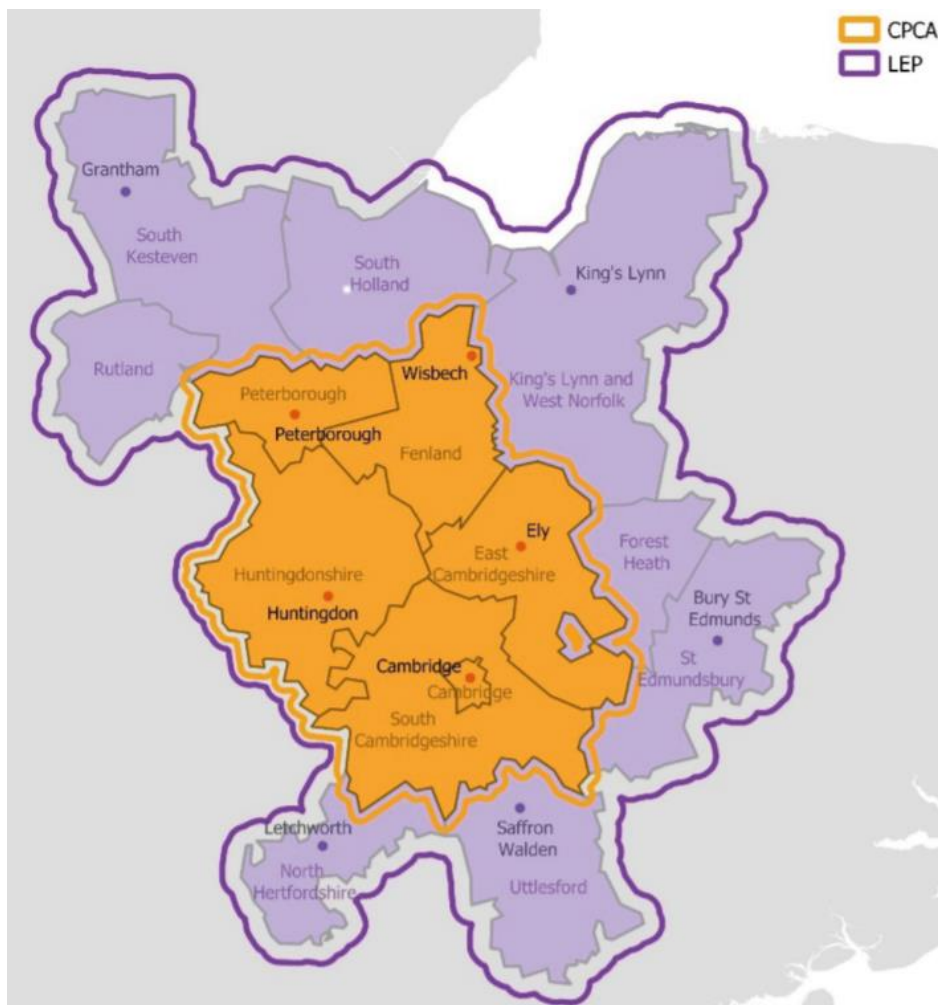 CPCA
LEP
Grantham
South
Kesteven
South
Holland
King's Lynn
Rutland
Wisbech
Peterborough
Peterborough
King's Lynn and
West Norfolk
Fenland
Ely
East
Cambridgeshire
Forest
Heath
Huntingdonshire
Huntingdon
Bury St
Edmunds
St
Edmundsbury
Cambridge
Cambridge
South
Cambridgeshire
Letchworth
North
Hertfordshire
Saffron
Walden
Uttlesford